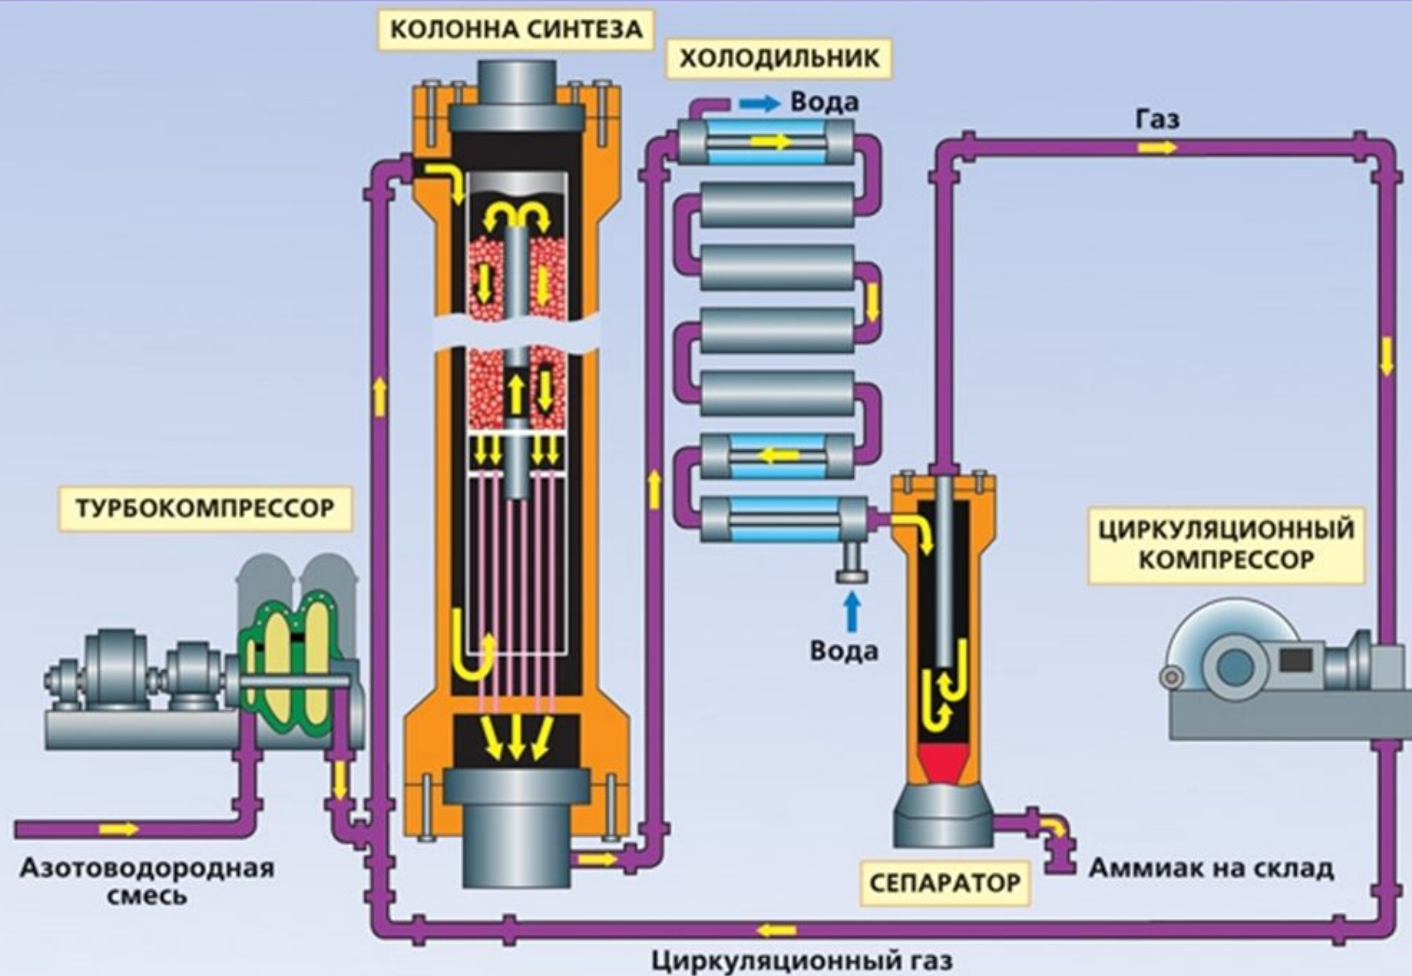 КОЛОННА СИНТЕЗА
ХОЛОДИЛЬНИК
Вода
Газ
ТУРБОКОМПРЕССОР
ЦИРКУЛЯЦИОННЫЙ
КОМПРЕССОР
Вода
Азотоводородная
смесь
Аммиак на склад
СЕПАРАТОР
Циркуляционный газ